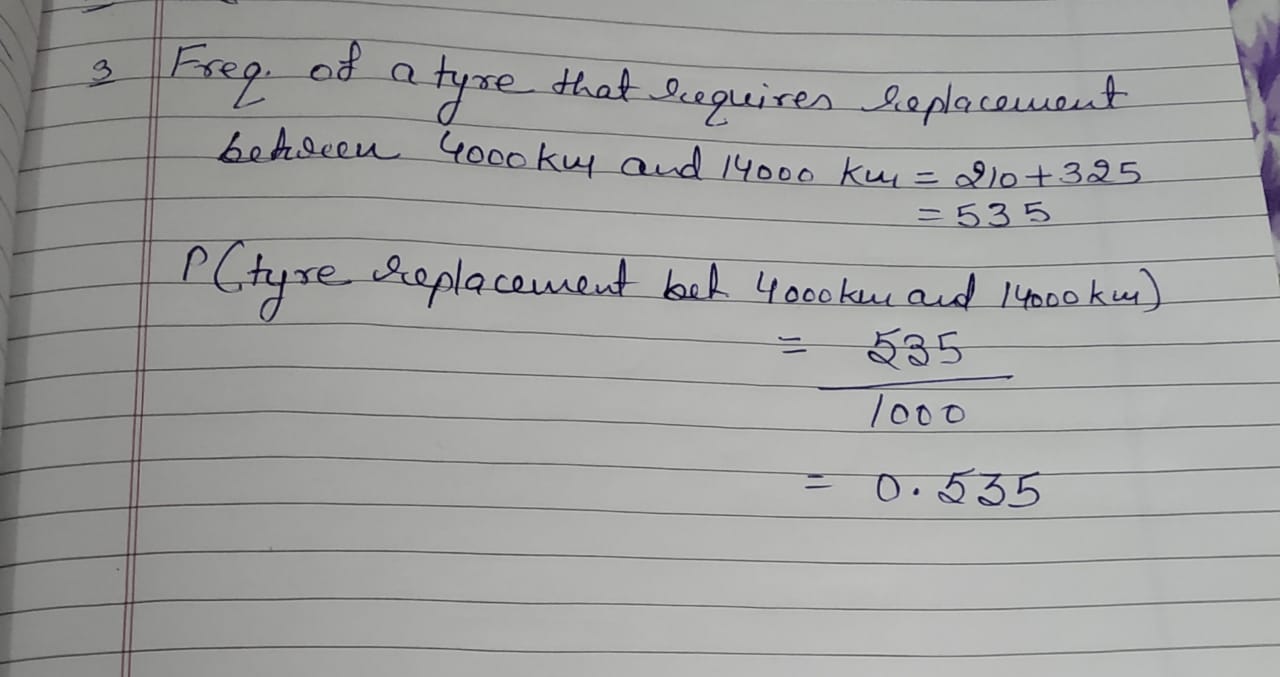 3 Freq. of a tyre that requires replacement
between 4000 km and 14000 km = 210 + 325
= 535
P(tyre replacement bet 4000 km and 14000 km)
= 535
1000
= 0.535